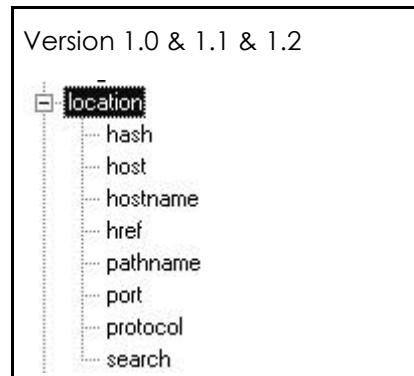 Version 1.0 & 1.1 & 1.2
location
hash
host
hostname
href
pathname
port
protocol
search